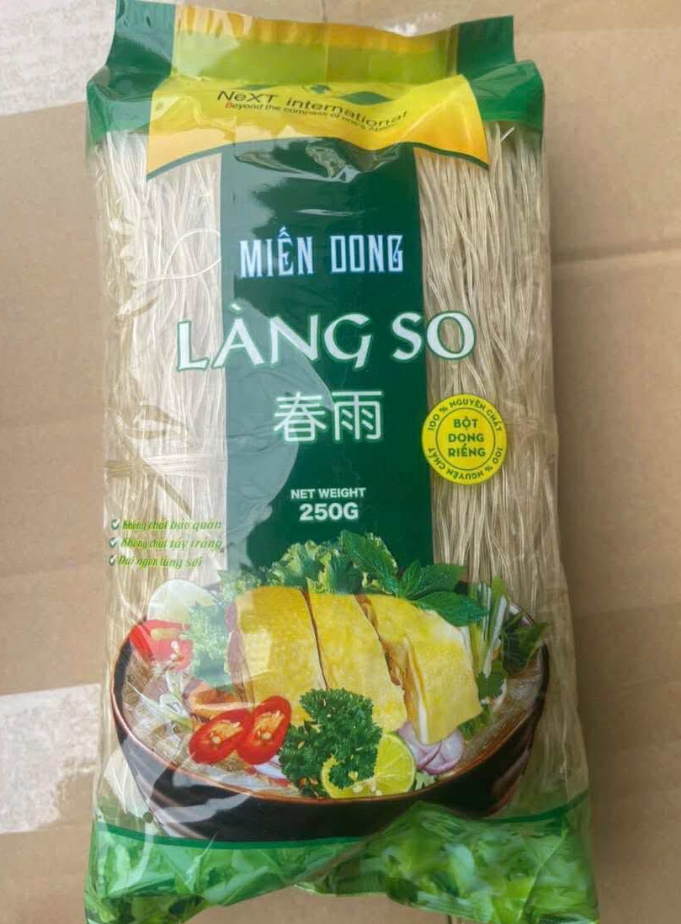 NeXT international
Beyond the compass of one's
MIẾN DONG
LÀNG SO
春雨
100 % NGUYÊN CHẤT
BỘT
DONG
RIỀNG
100 % NGUYÊN CHẤT
NET WEIGHT
250G
Không chất bảo quản
Không chất tẩy trắng
Dai ngon từng sợi